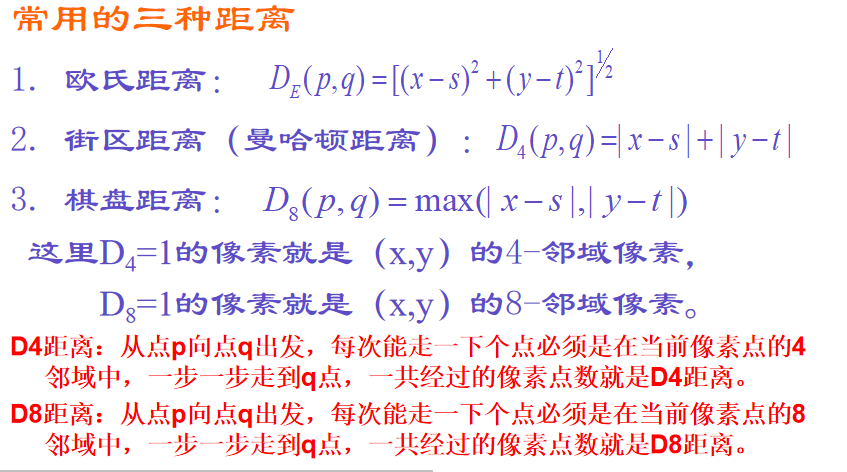 常用的三种距离
1. 欧氏距离: D_E(p,q)=[(x-s)²+(y-t)²]^{1/2}
2. 街区距离（曼哈顿距离）: D₄(p,q)=|x-s|+|y-t|
3. 棋盘距离: D₈(p,q)=max(|x-s|,|y-t|)
这里D₄=1的像素就是（x,y）的4-邻域像素,
D₈=1的像素就是（x,y）的8-邻域像素。
D4距离：从点p向点q出发，每次能走一下个点必须是在当前像素点的4
邻域中，一步一步走到q点，一共经过的像素点数就是D4距离。
D8距离：从点p向点q出发，每次能走一下个点必须是在当前像素点的8
邻域中，一步一步走到q点，一共经过的像素点数就是D8距离。